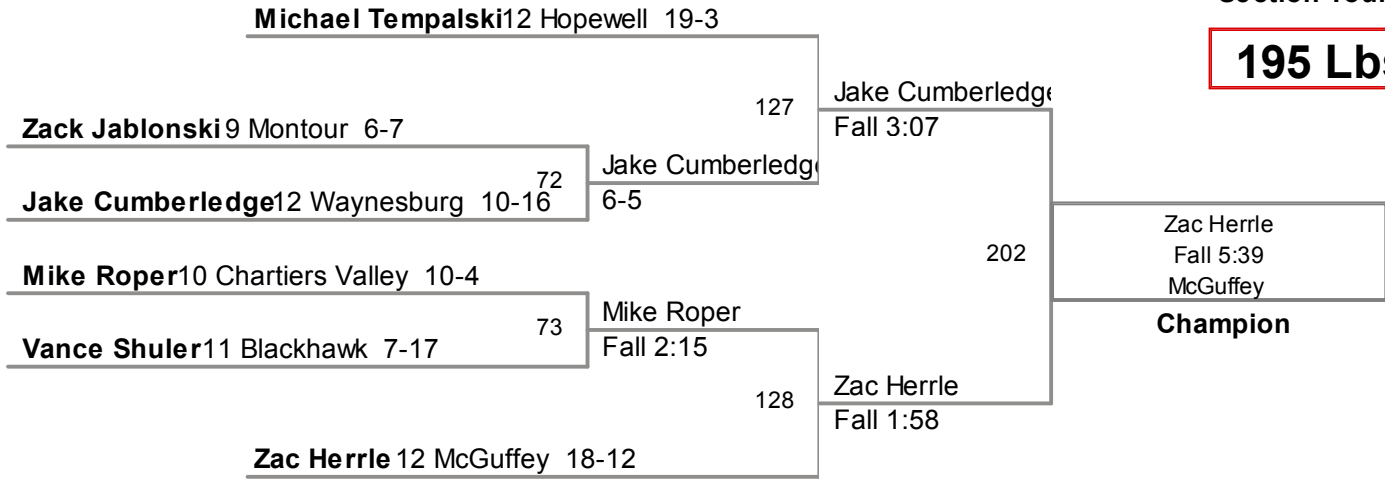 Michael Tempalski 12 Hopewell 19-3
195 Lbs
127
Jake Cumberledge
Fall 3:07
Zack Jablonski 9 Montour 6-7
72
Jake Cumberledge
6-5
Jake Cumberledge 12 Waynesburg 10-16
202
Zac Herrle
Fall 5:39
McGuffey
Champion
Mike Roper 10 Chartiers Valley 10-4
73
Mike Roper
Fall 2:15
Vance Shuler 11 Blackhawk 7-17
128
Zac Herrle
Fall 1:58
Zac Herrle 12 McGuffey 18-12